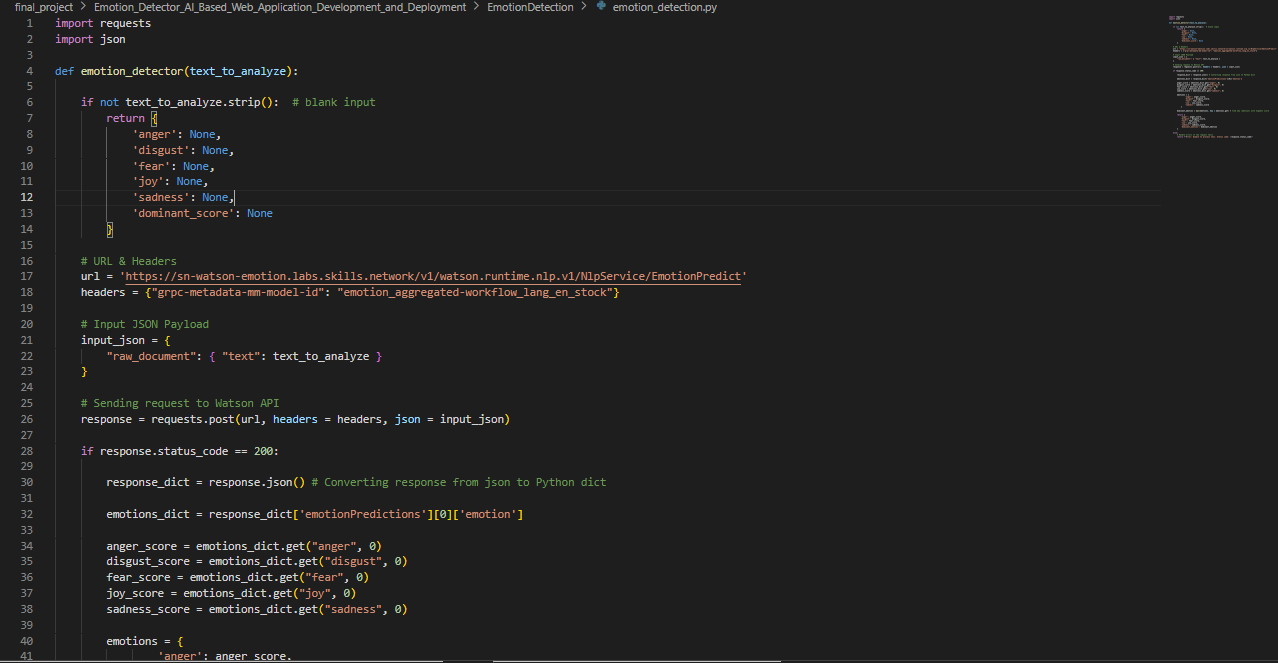 final_project > Emotion_Detector_AI_Based_Web_Application_Development_and_Deployment > EmotionDetection > emotion_detection.py
1 import requests
2 import json
3
4 def emotion_detector(text_to_analyze):
5
6 if not text_to_analyze.strip():  # blank input
7 return {
8 'anger': None,
9 'disgust': None,
10 'fear': None,
11 'joy': None,
12 'sadness': None,
13 'dominant_score': None
14 }
15
16 # URL & Headers
17 url = 'https://sn-watson-emotion.labs.skills.network/v1/watson.runtime.nlp.v1/NlpService/EmotionPredict'
18 headers = {"grpc-metadata-mm-model-id": "emotion_aggregated-workflow_lang_en_stock"}
19
20 # Input JSON Payload
21 input_json = {
22 "raw_document": { "text": text_to_analyze }
23 }
24
25 # Sending request to Watson API
26 response = requests.post(url, headers = headers, json = input_json)
27
28 if response.status_code == 200:
29
30 response_dict = response.json() # Converting response from json to Python dict
31
32 emotions_dict = response_dict['emotionPredictions'][0]['emotion']
33
34 anger_score = emotions_dict.get("anger", 0)
35 disgust_score = emotions_dict.get("disgust", 0)
36 fear_score = emotions_dict.get("fear", 0)
37 joy_score = emotions_dict.get("joy", 0)
38 sadness_score = emotions_dict.get("sadness", 0)
39
40 emotions = {
41 'anger': anger_score,